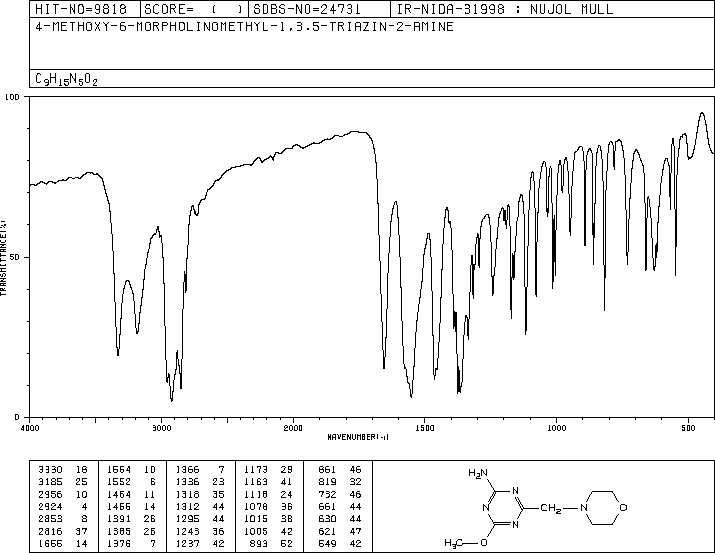 HIT-NO=9818 SCORE= ( ) SDBS-NO=24731 IR-NIDA-31998 : NUJOL MULL
4-METHOXY-6-MORPHOLINOMETHYL-1,3,5-TRIAZIN-2-AMINE
C9H15N5O2
100
50
0
TRANSMITTANCE(%)
4000 3000 2000 1500 1000 500
WAVENUMBER(-1)
3330 18 1564 10 1366 7 1173 29 861 46
3185 25 1552 6 1336 23 1163 41 819 32
2956 10 1464 11 1318 35 1118 24 732 46
2924 4 1455 14 1312 44 1078 36 661 44
2853 8 1391 26 1295 44 1015 38 630 44
2816 37 1385 26 1243 36 1005 42 621 47
1655 14 1376 7 1237 42 893 52 549 42
H2N
N N
N CH2 N O
H3C O